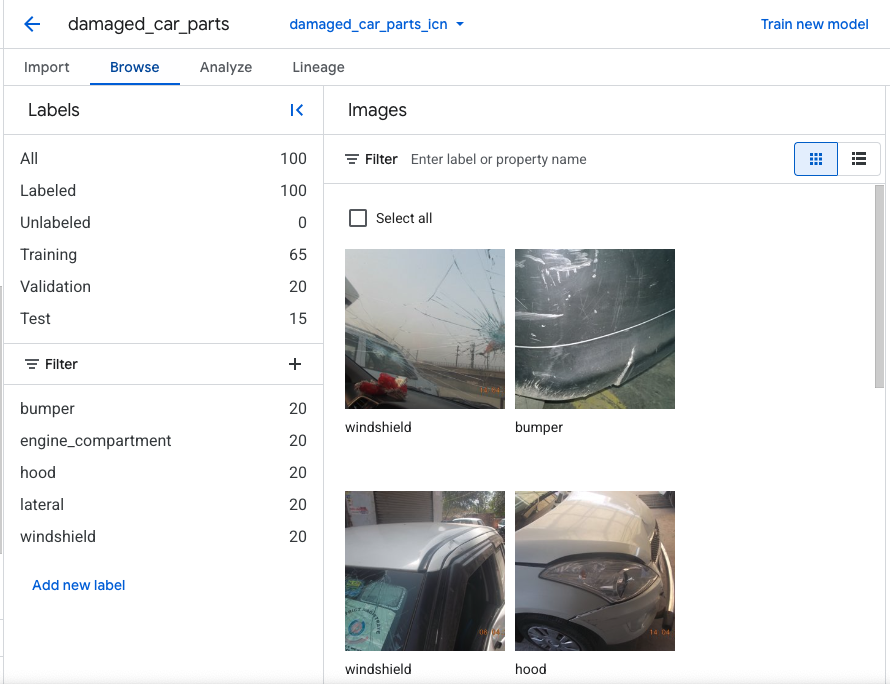 damaged_car_parts
damaged_car_parts_icn
Train new model
Import
Browse
Analyze
Lineage
Labels
Images
All 100
Labeled 100
Unlabeled 0
Training 65
Validation 20
Test 15
Filter
bumper 20
engine_compartment 20
hood 20
lateral 20
windshield 20
Add new label
Filter Enter label or property name
Select all
windshield
bumper
14:04
windshield
hood